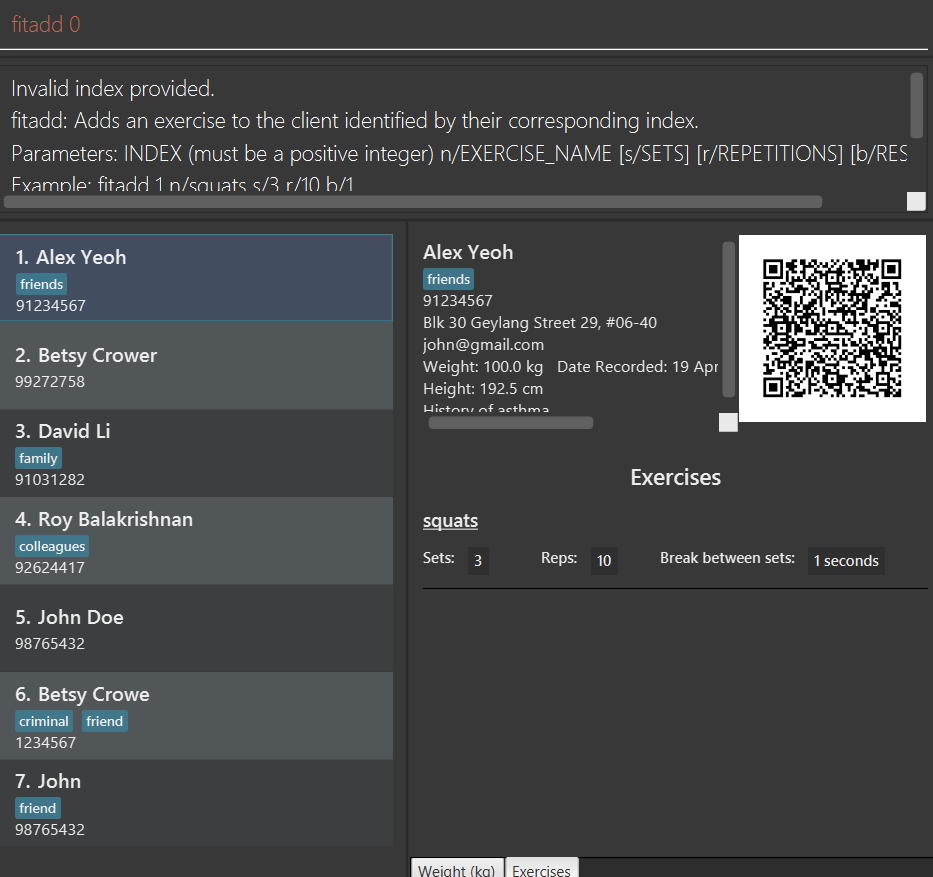 fitadd 0
Invalid index provided.
fitadd: Adds an exercise to the client identified by their corresponding index.
Parameters: INDEX (must be a positive integer) n/EXERCISE_NAME [s/SETS] [r/REPETITIONS] [b/RES
Example: fitadd 1 n/squats s/3 r/10 b/1
1. Alex Yeoh
friends
91234567
2. Betsy Crower
99272758
3. David Li
family
91031282
4. Roy Balakrishnan
colleagues
92624417
5. John Doe
98765432
6. Betsy Crowe
criminal friend
1234567
7. John
friend
98765432
Alex Yeoh
friends
91234567
Blk 30 Geylang Street 29, #06-40
john@gmail.com
Weight: 100.0 kg Date Recorded: 19 Apr
Height: 192.5 cm
History of asthma
Exercises
squats
Sets: 3 Reps: 10 Break between sets: 1 seconds
Weight (kg) Exercises